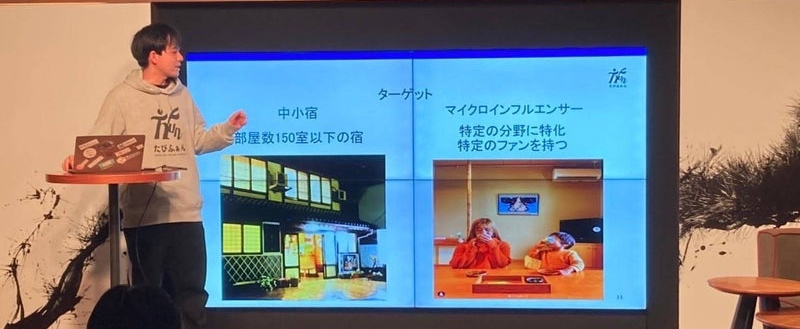 ターゲット
中小宿
部屋数150室以下の宿
マイクロインフルエンサー
特定の分野に特化
特定のファンを持つ
たびふぁん